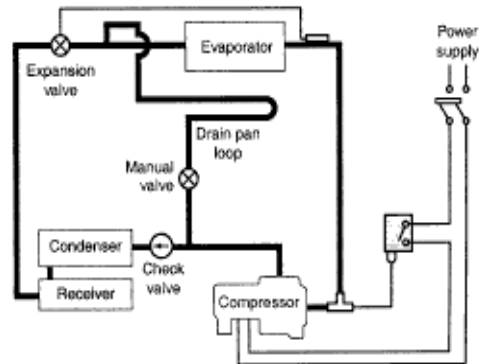 Evaporator
Power
supply
Expansion
valve
Drain pan
loop
Manual
valve
Condenser
Check
valve
Receiver
Compressor